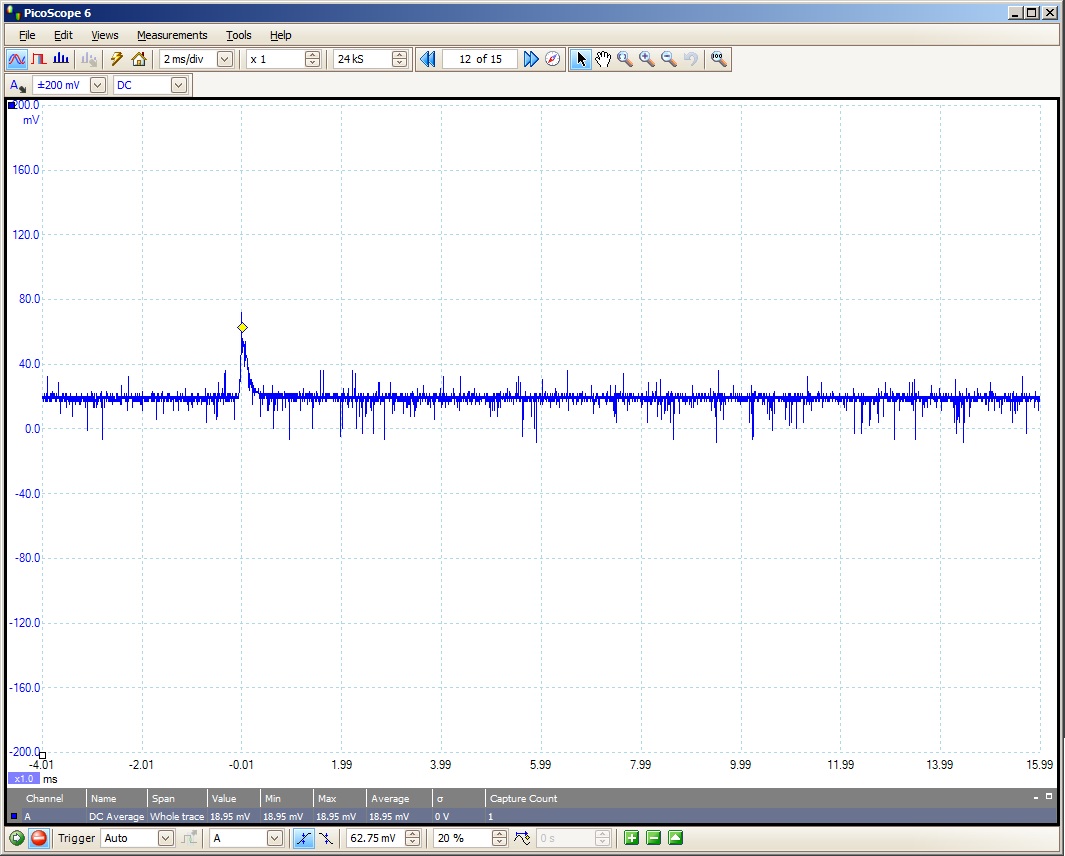 PicoScope 6
File Edit Views Measurements Tools Help
2 ms/div x 1 24 kS 12 of 15
A ±200 mV DC
200.0
mV
160.0
120.0
80.0
40.0
0.0
-40.0
-80.0
-120.0
-160.0
-200.0
-4.01 -2.01 -0.01 1.99 3.99 5.99 7.99 9.99 11.99 13.99 15.99
x1.0 ms
Channel Name Span Value Min Max Average σ Capture Count
A DC Average Whole trace 18.95 mV 18.95 mV 18.95 mV 18.95 mV 0 V 1
Trigger Auto A 62.75 mV 20 % 0 s